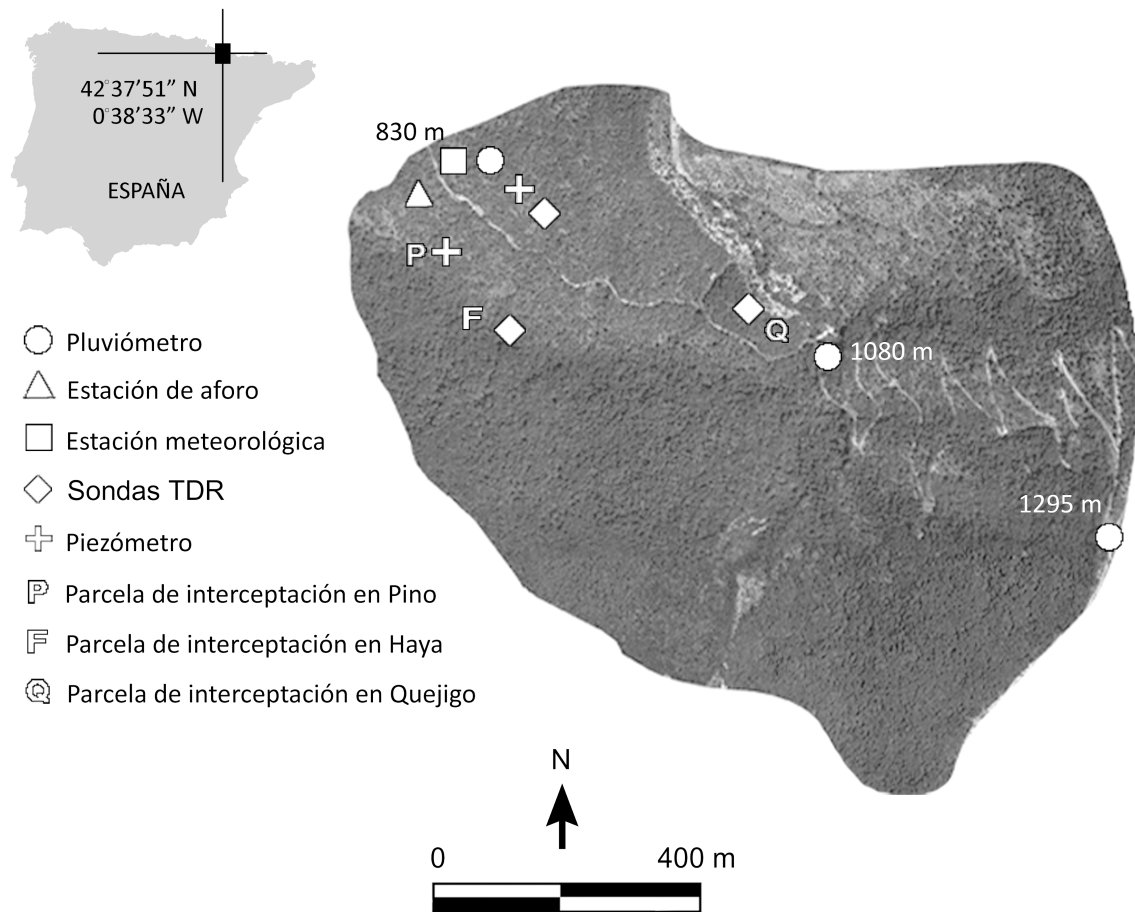 42°37'51” N
0°38'33” W
ESPAÑA
830 m
P
F
Q
1080 m
1295 m
Pluviómetro
Estación de aforo
Estación meteorológica
Sondas TDR
Piezómetro
P Parcela de interceptación en Pino
F Parcela de interceptación en Haya
Q Parcela de interceptación en Quejigo
N
0 400 m